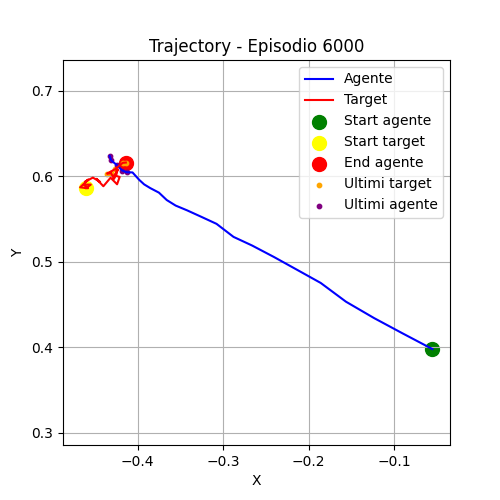 Trajectory - Episodio 6000
Agente
Target
Start agente
Start target
End agente
Ultimi target
Ultimi agente
Y
0.7
0.6
0.5
0.4
0.3
−0.4
−0.3
−0.2
−0.1
X